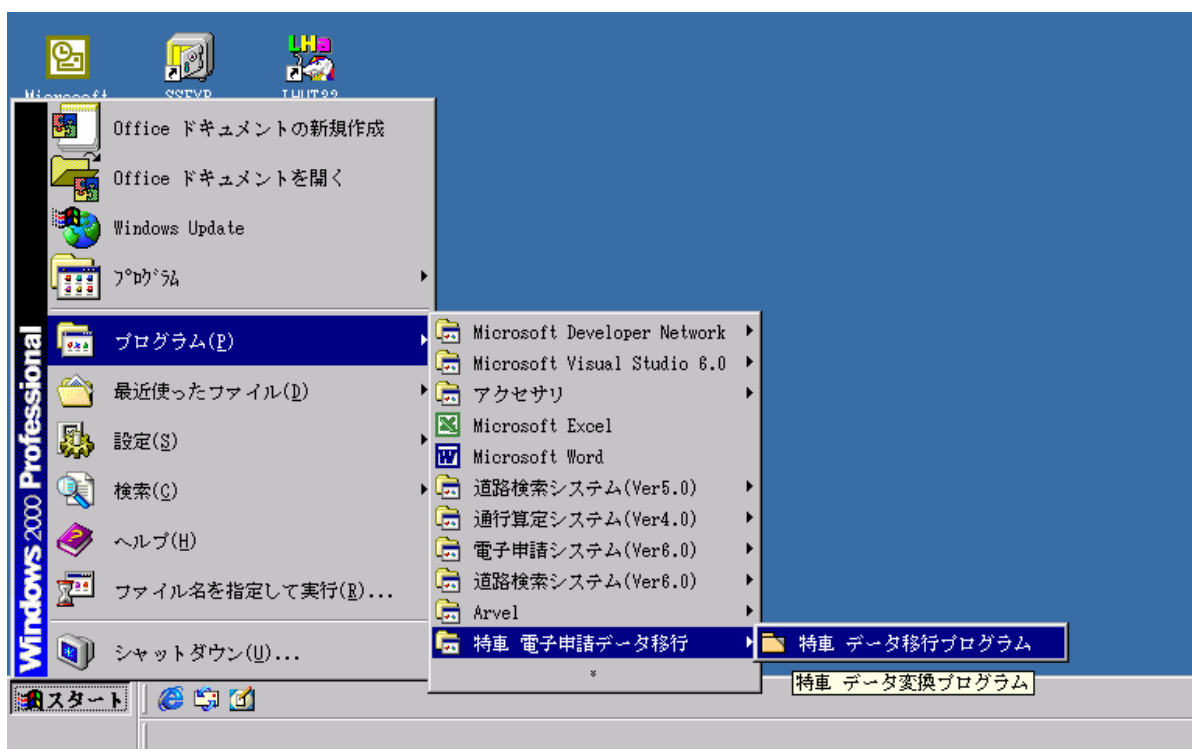 Microsoft
SSEXP
LHUT32
Office ドキュメントの新規作成
Office ドキュメントを開く
Windows Update
ﾌﾟﾛｸﾞﾗﾑ
プログラム(P)
最近使ったファイル(D)
設定(S)
検索(C)
ヘルプ(H)
ファイル名を指定して実行(R)...
シャットダウン(U)...
Windows 2000 Professional
Microsoft Developer Network
Microsoft Visual Studio 6.0
アクセサリ
Microsoft Excel
Microsoft Word
道路検索システム(Ver5.0)
通行算定システム(Ver4.0)
電子申請システム(Ver6.0)
道路検索システム(Ver6.0)
Arvel
特車 電子申請データ移行
特車 データ移行プログラム
特車 データ変換プログラム
スタート